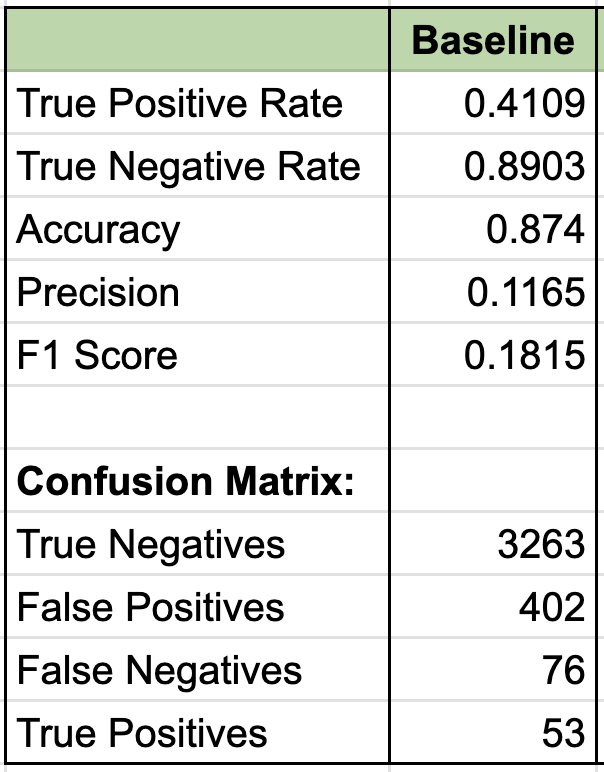 Baseline
True Positive Rate 0.4109
True Negative Rate 0.8903
Accuracy 0.874
Precision 0.1165
F1 Score 0.1815
Confusion Matrix:
True Negatives 3263
False Positives 402
False Negatives 76
True Positives 53